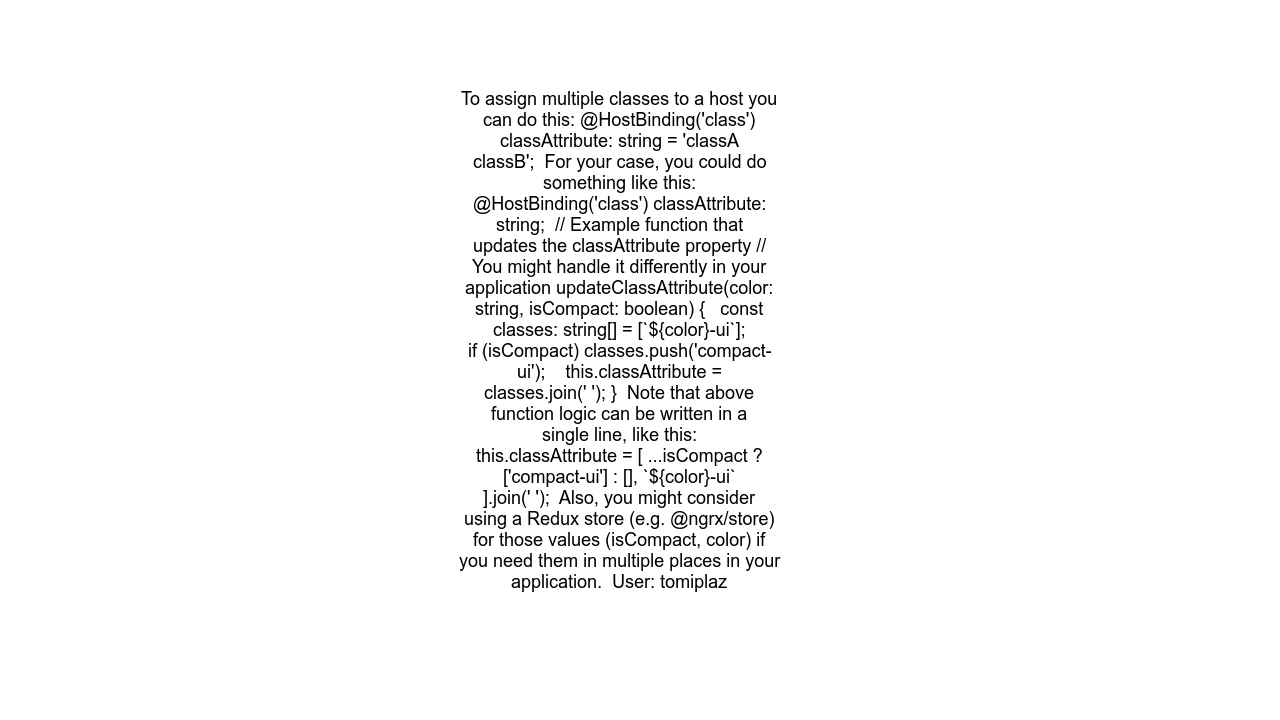 To assign multiple classes to a host you
can do this: @HostBinding('class')
classAttribute: string = 'classA
classB';  For your case, you could do
something like this:
@HostBinding('class') classAttribute:
string;  // Example function that
updates the classAttribute property //
You might handle it differently in your
application updateClassAttribute(color:
string, isCompact: boolean) {   const
classes: string[] = [`${color}-ui`];
if (isCompact) classes.push('compact-
ui');    this.classAttribute =
classes.join(' '); }  Note that above
function logic can be written in a
single line, like this:
this.classAttribute = [ ...isCompact ?
['compact-ui'] : [], `${color}-ui`
].join(' ');  Also, you might consider
using a Redux store (e.g. @ngrx/store)
for those values (isCompact, color) if
you need them in multiple places in your
application.  User: tomiplaz